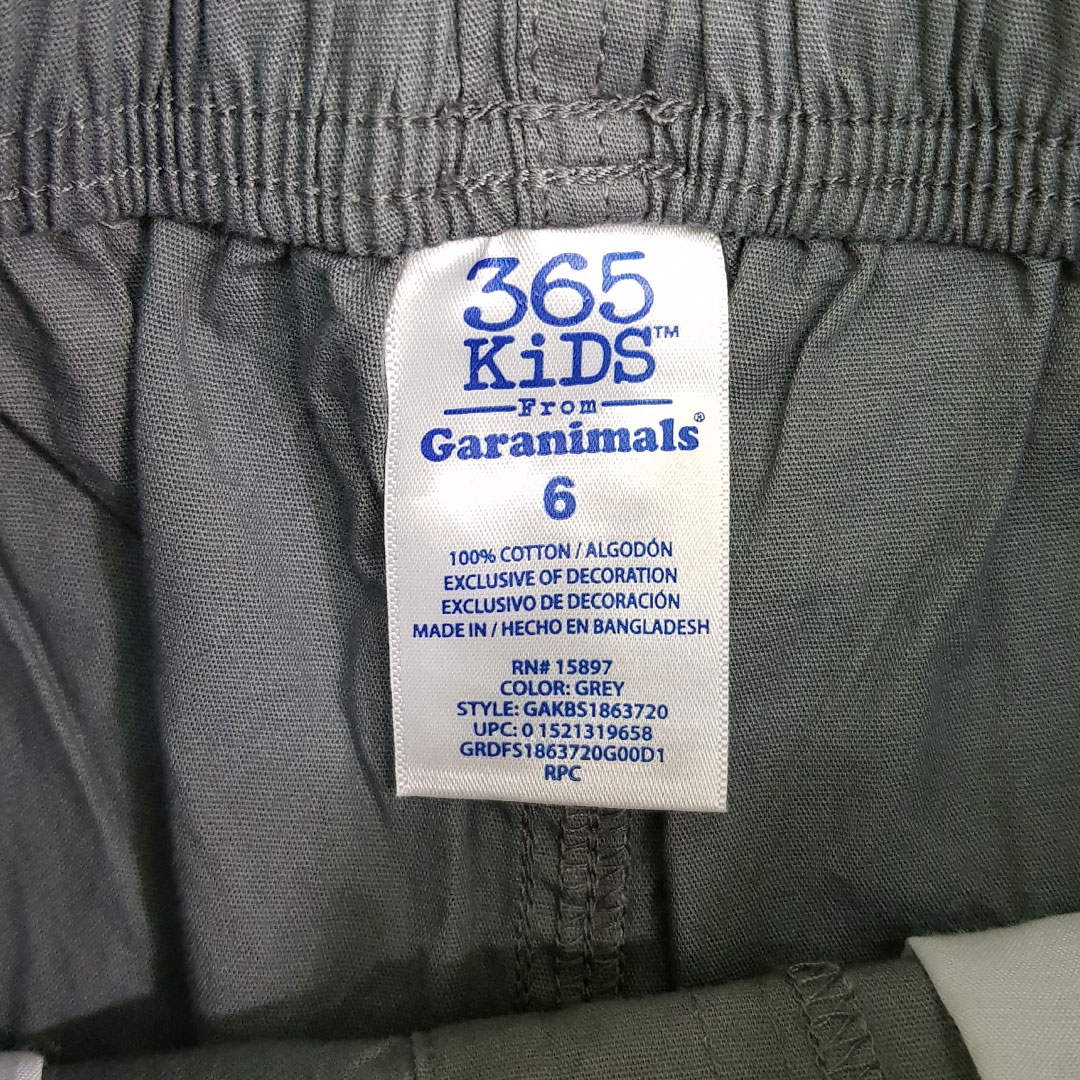 365
KiDS™
From
Garanimals®
6
100% COTTON / ALGODÓN
EXCLUSIVE OF DECORATION
EXCLUSIVO DE DECORACIÓN
MADE IN / HECHO EN BANGLADESH
RN# 15897
COLOR: GREY
STYLE: GAKBS1863720
UPC: 0 1521319658
GRDFS1863720G00D1
RPC